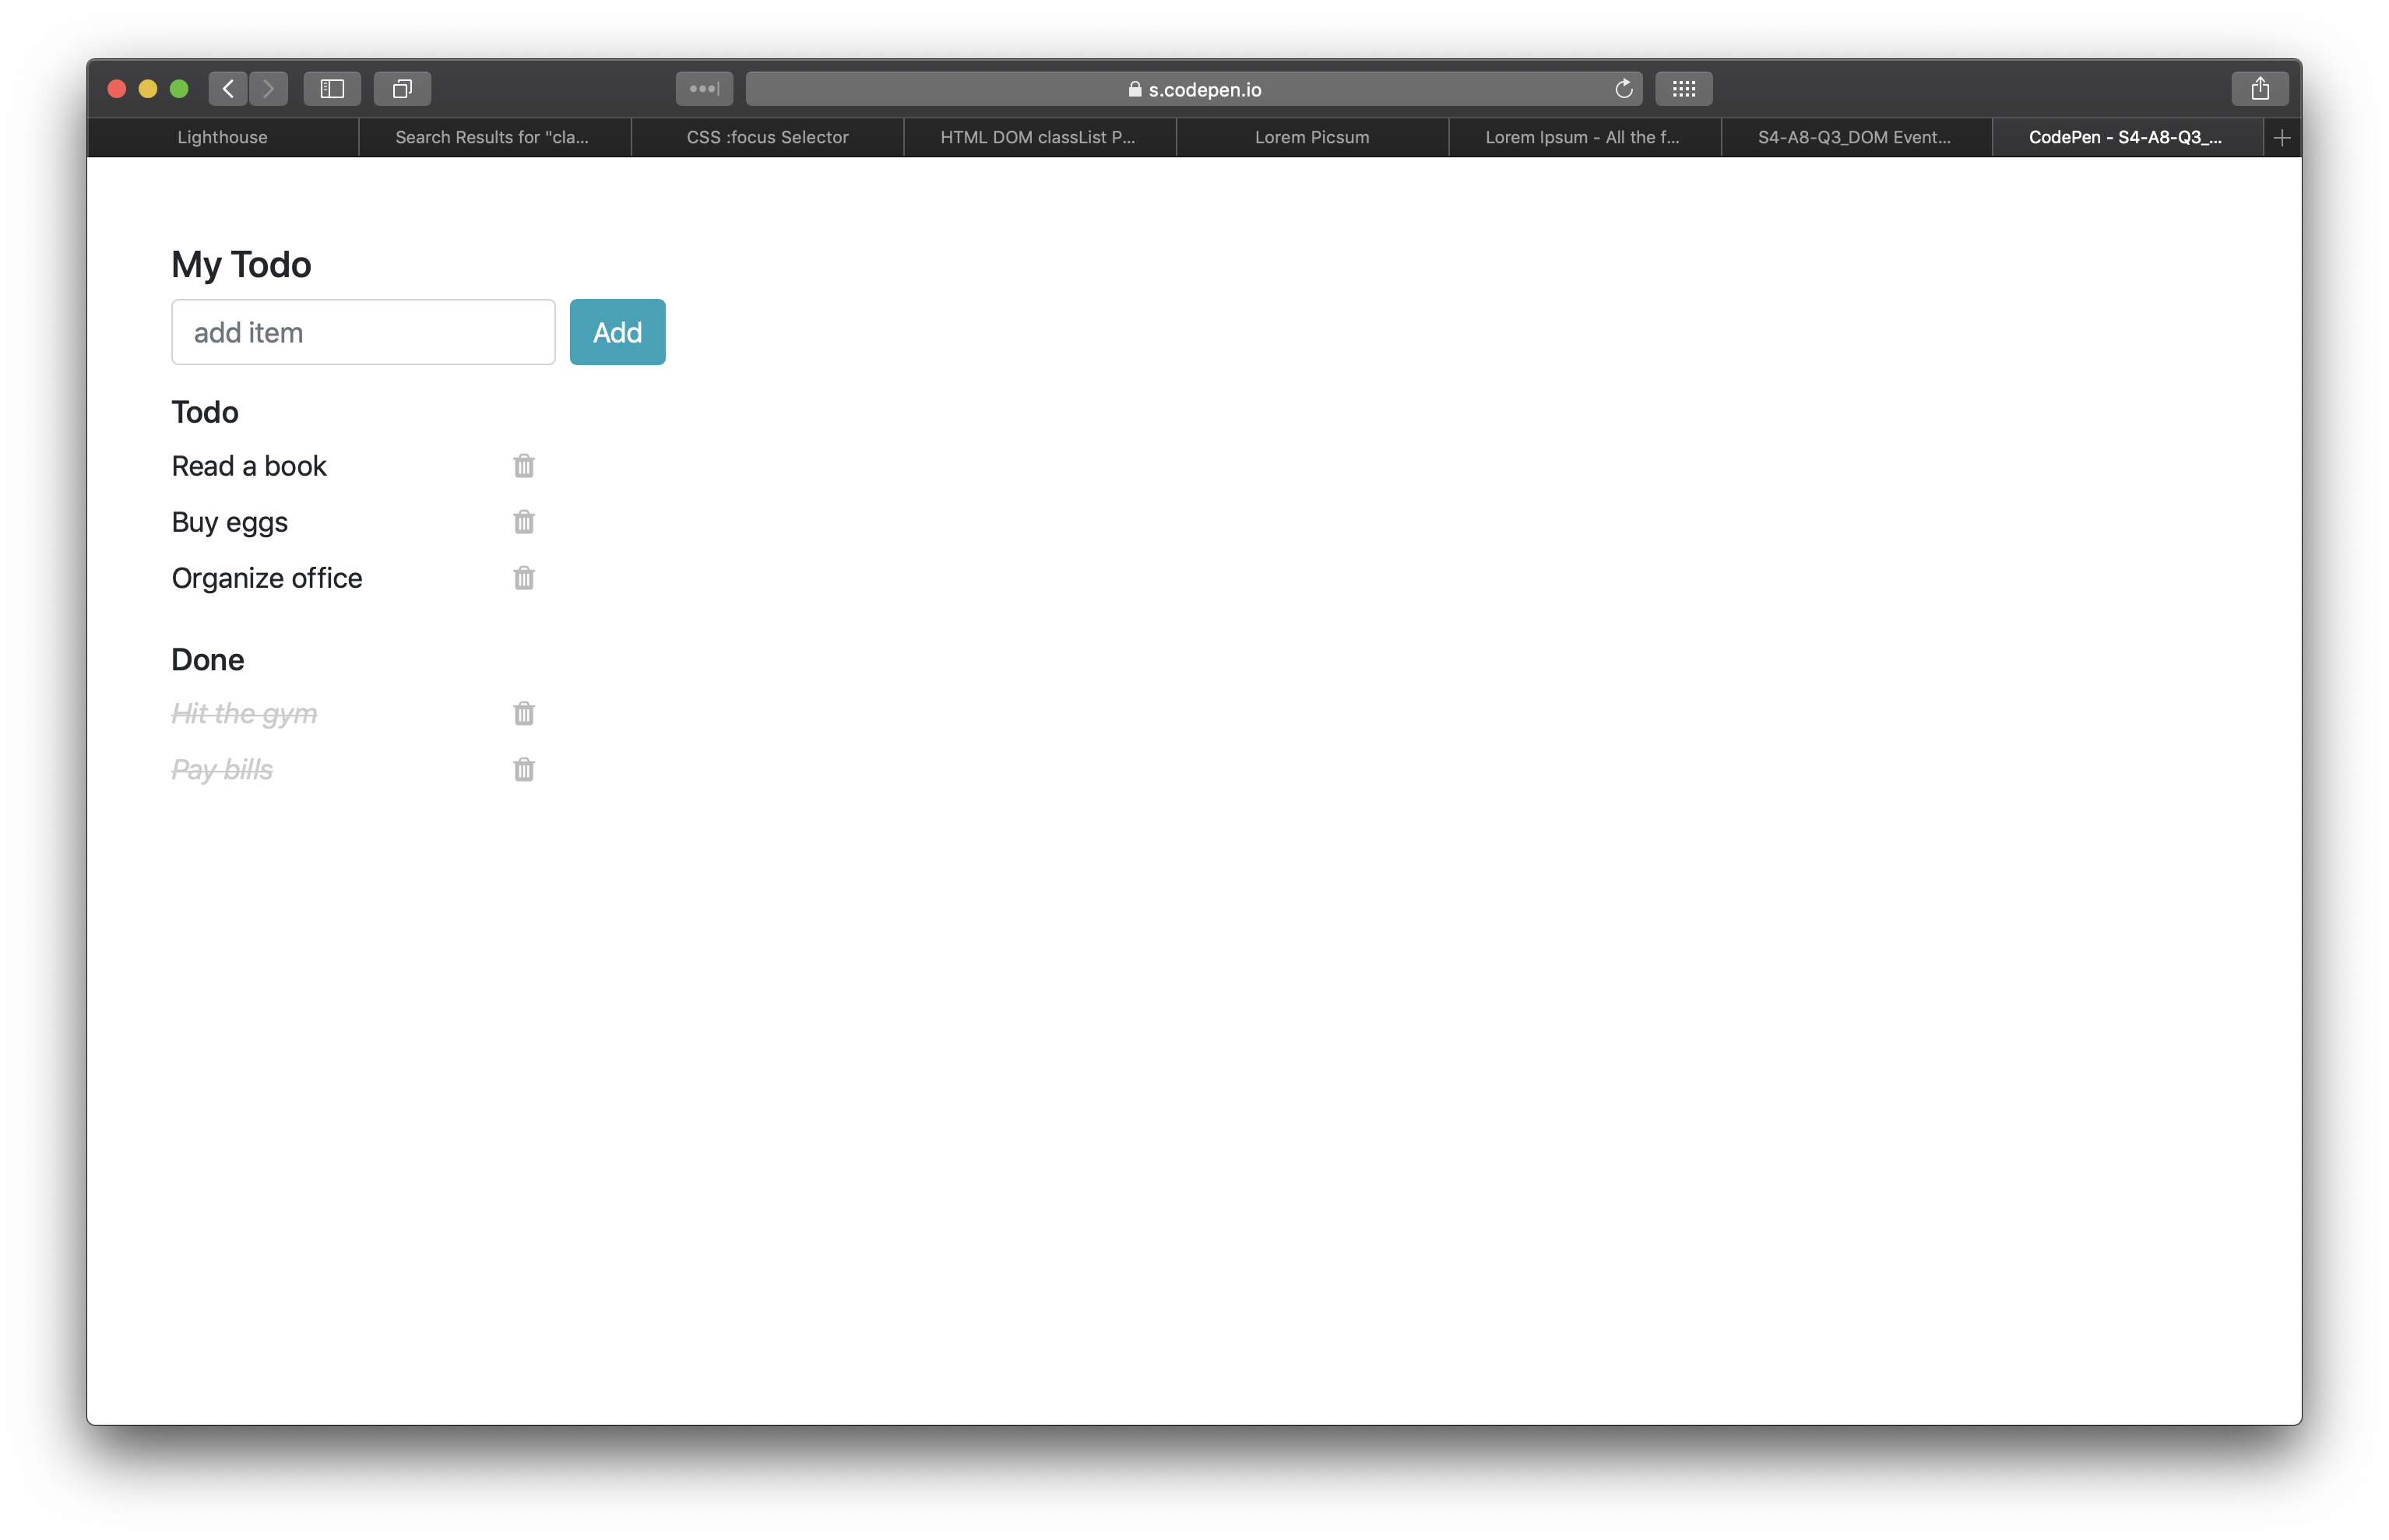 s.codepen.io
Lighthouse
Search Results for "cla...
CSS :focus Selector
HTML DOM classList P...
Lorem Picsum
Lorem Ipsum - All the f...
S4-A8-Q3_DOM Event...
CodePen - S4-A8-Q3_...
My Todo
add item
Add
Todo
Read a book
Buy eggs
Organize office
Done
Hit the gym
Pay bills